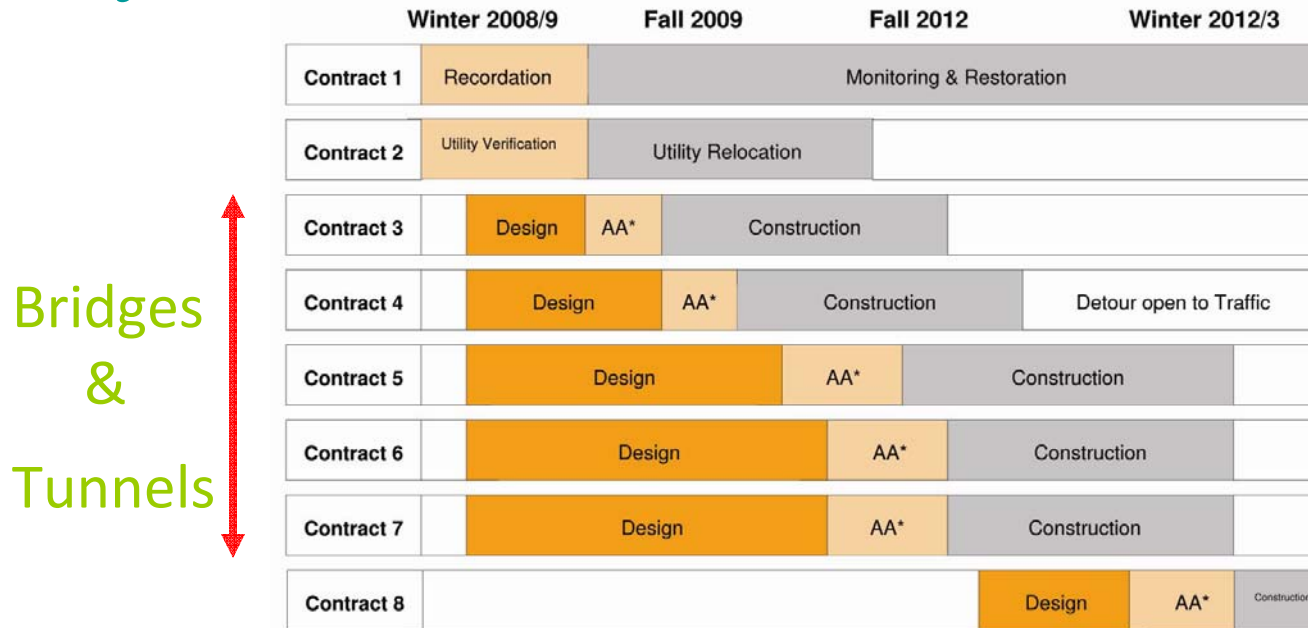 Winter 2008/9 Fall 2009 Fall 2012 Winter 2012/3
Contract 1 Recordation Monitoring & Restoration
Contract 2 Utility Verification Utility Relocation
Contract 3 Design AA* Construction
Contract 4 Design AA* Construction Detour open to Traffic
Contract 5 Design AA* Construction
Contract 6 Design AA* Construction
Contract 7 Design AA* Construction
Contract 8 Design AA* Construction
Bridges
&
Tunnels